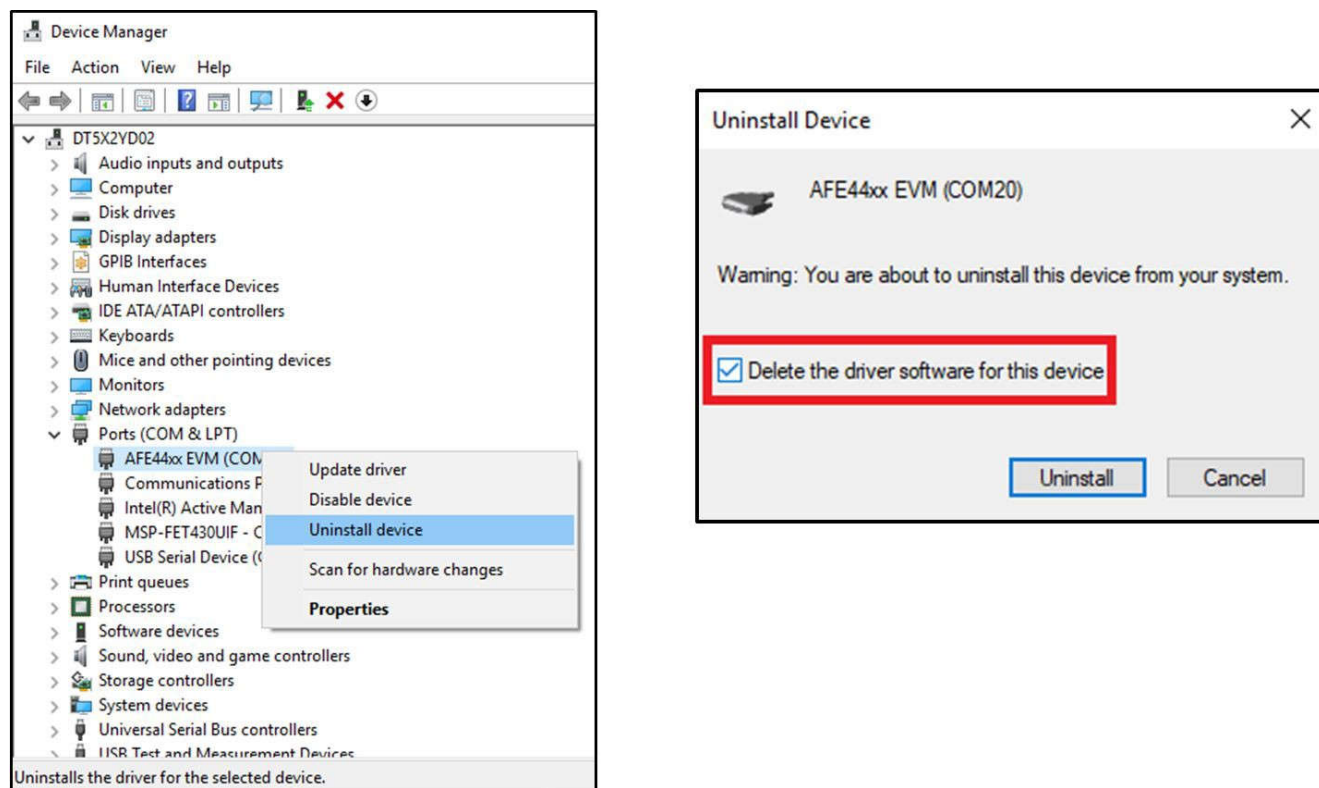 Device Manager
File Action View Help
DT5X2YD02
Audio inputs and outputs
Computer
Disk drives
Display adapters
GPIB Interfaces
Human Interface Devices
IDE ATA/ATAPI controllers
Keyboards
Mice and other pointing devices
Monitors
Network adapters
Ports (COM & LPT)
AFE44xx EVM (COM
Communications P
Intel(R) Active Man
MSP-FET430UIF - C
USB Serial Device (
Update driver
Disable device
Uninstall device
Scan for hardware changes
Properties
Print queues
Processors
Software devices
Sound, video and game controllers
Storage controllers
System devices
Universal Serial Bus controllers
USB Test and Measurement Devices
Uninstalls the driver for the selected device.
Uninstall Device
AFE44xx EVM (COM20)
Warning: You are about to uninstall this device from your system.
Delete the driver software for this device
Uninstall Cancel